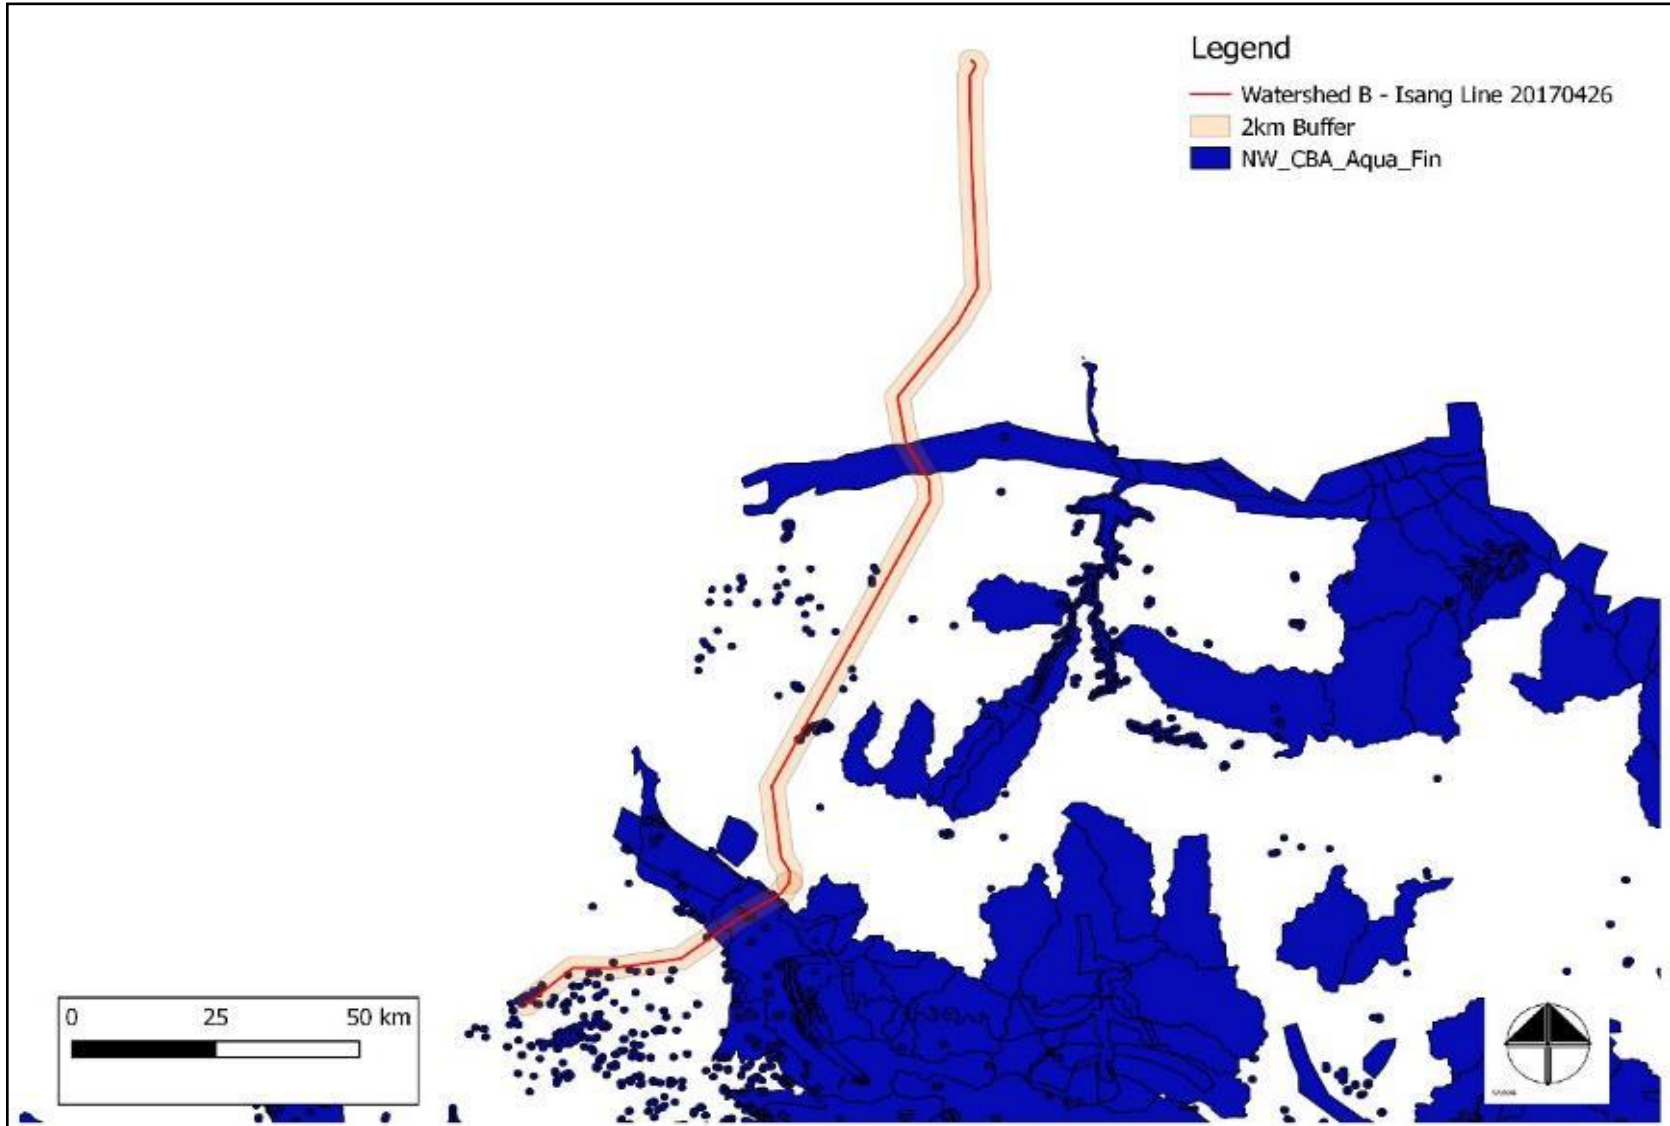 Legend
Watershed B - Isang Line 20170426
2km Buffer
NW_CBA_Aqua_Fin
0 25 50 km